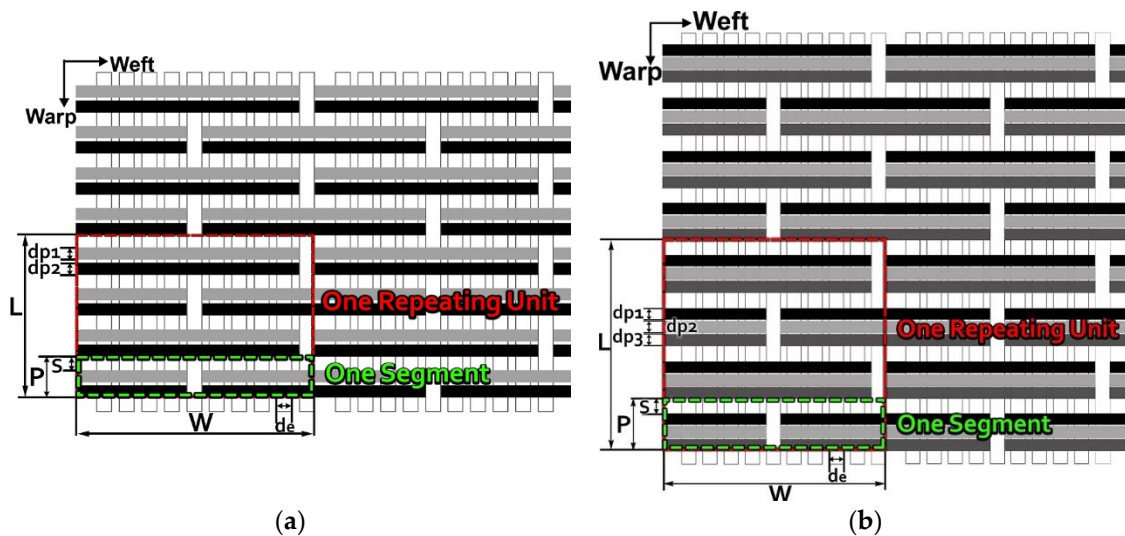 Weft
Warp
dp1
dp2
L
One Repeating Unit
S
P
One Segment
de
W
(a)
Weft
Warp
dp1
dp2
dp3
L
One Repeating Unit
S
P
One Segment
de
W
(b)